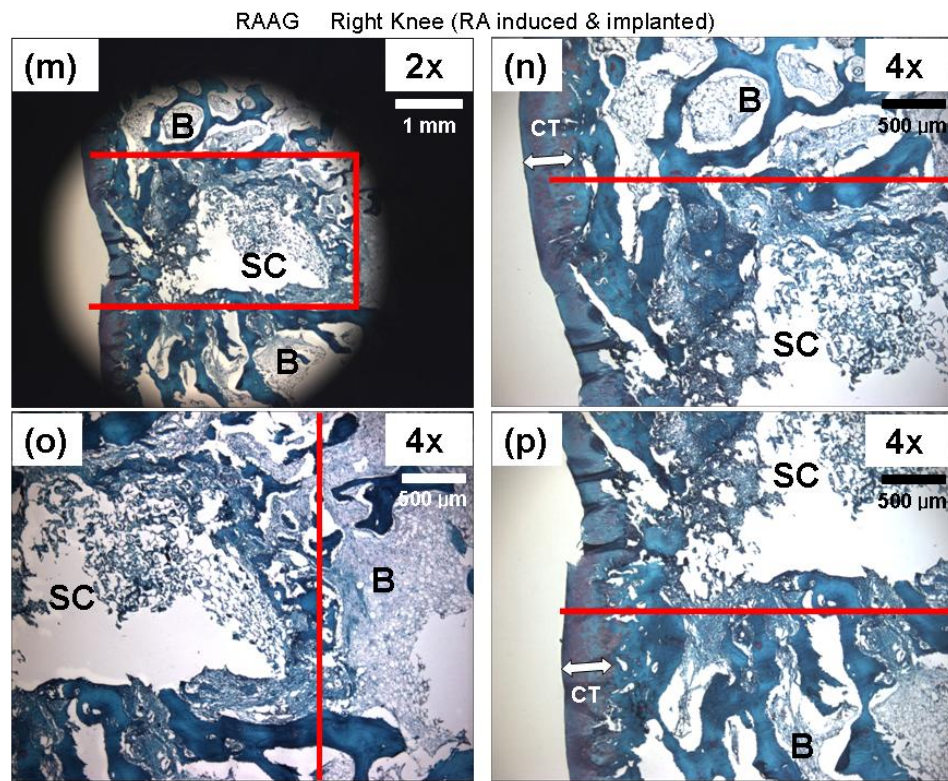 RAAG Right Knee (RA induced & implanted)
(m) 2x
1 mm
B
SC
B
(n) 4x
500 µm
B
CT
SC
(o) 4x
500 µm
B
SC
(p) 4x
SC
500 µm
CT
B